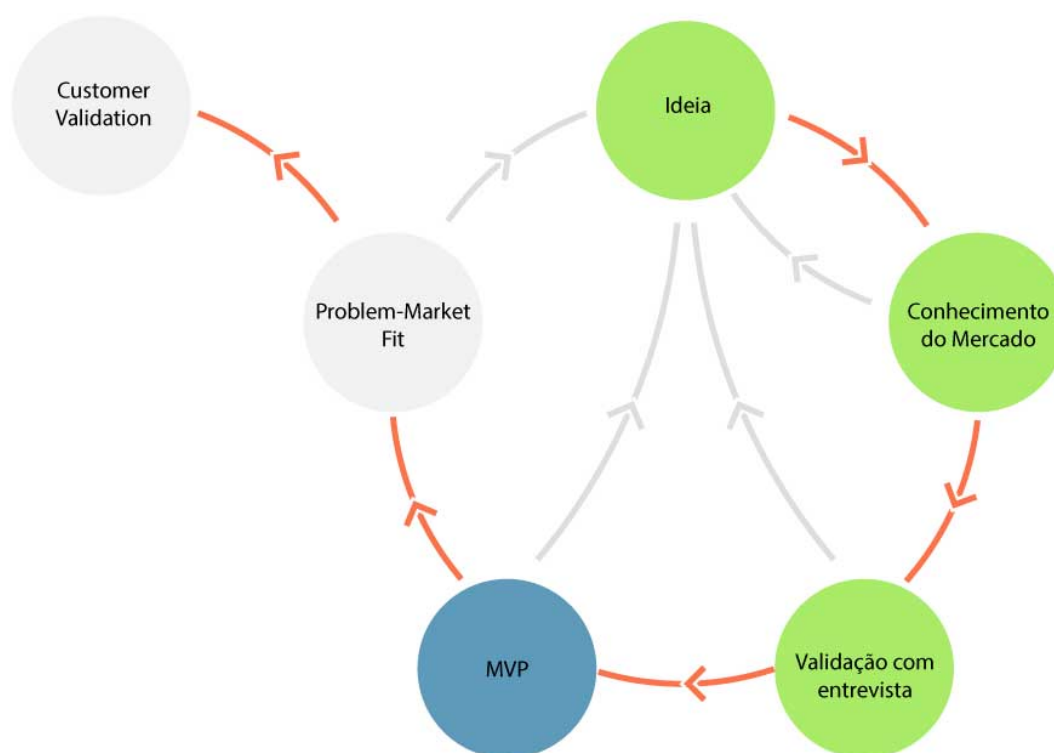 Customer
Validation
Ideia
Problem-Market
Fit
Conhecimento
do Mercado
MVP
Validação com
entrevista